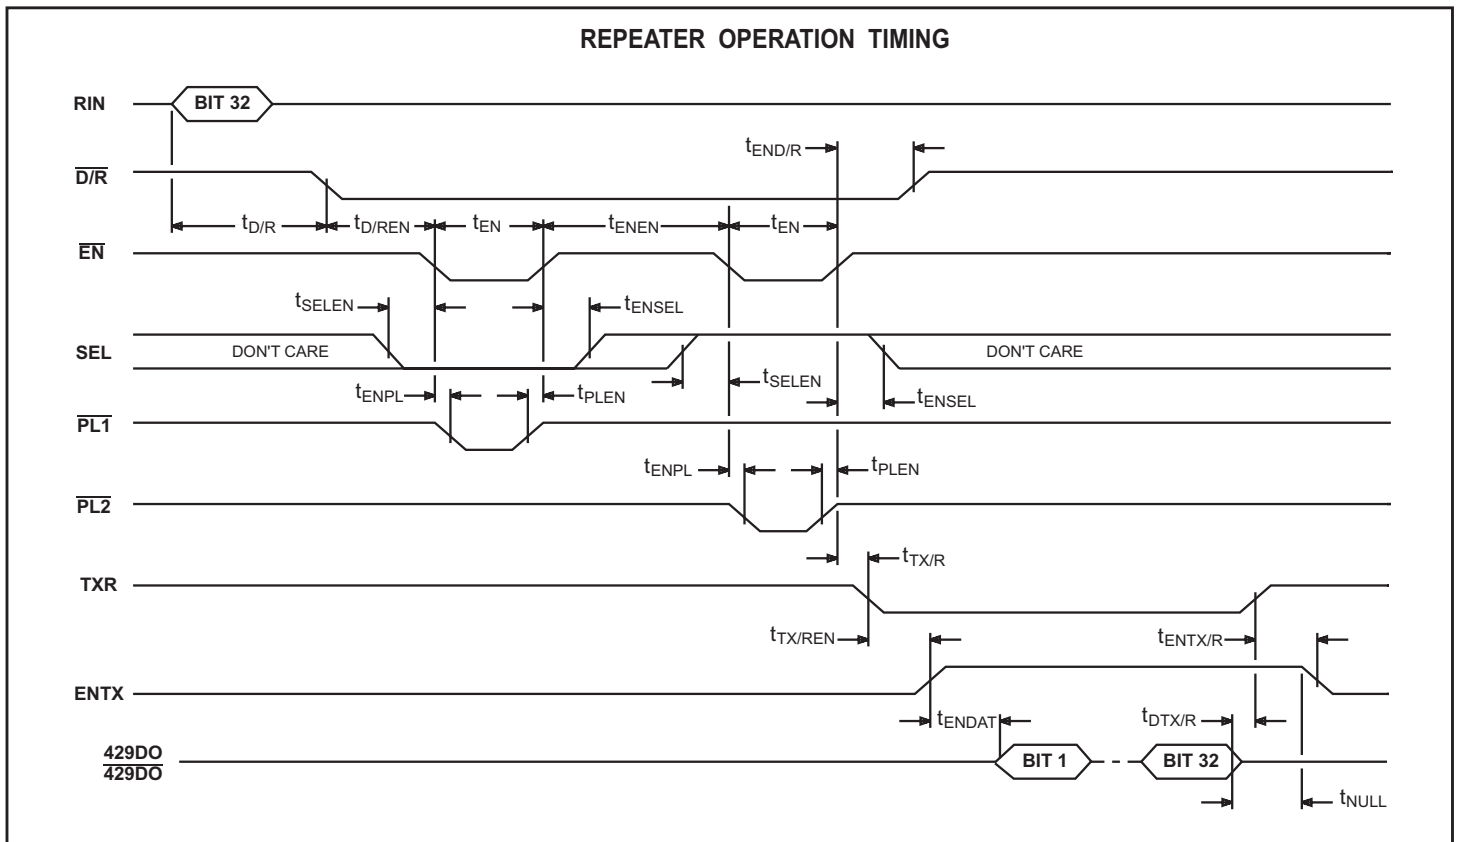 REPEATER OPERATION TIMING
RIN
BIT 32
tEND/R
D/R
tD/R
tD/REN
tEN
tENEN
tEN
EN
tSELEN
tENSEL
SEL
DON'T CARE
DON'T CARE
tSELEN
tENPL
tPLEN
tENSEL
PL1
tENPL
tPLEN
PL2
tTX/R
TXR
tTX/REN
tENTX/R
ENTX
tENDAT
tDTX/R
429DO
429DO
BIT 1
BIT 32
tNULL